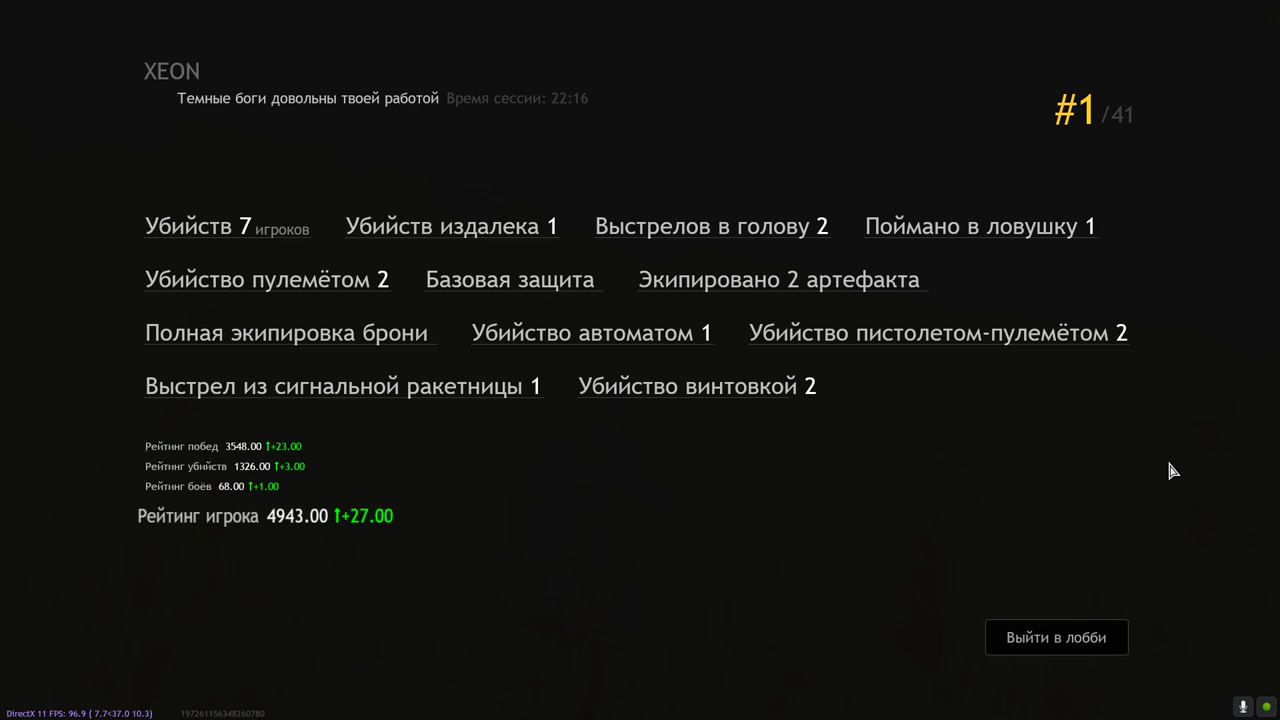 XEON
Темные боги довольны твоей работой Время сессии: 22:16
#1 /41
Убийств 7 игроков Убийств издалека 1 Выстрелов в голову 2 Поймано в ловушку 1
Убийство пулемётом 2 Базовая защита Экипировано 2 артефакта
Полная экипировка брони Убийство автоматом 1 Убийство пистолетом-пулемётом 2
Выстрел из сигнальной ракетницы 1 Убийство винтовкой 2
Рейтинг побед 3548.00 ↑+23.00
Рейтинг убийств 1326.00 ↑+3.00
Рейтинг боёв 68.00 ↑+1.00
Рейтинг игрока 4943.00 ↑+27.00
Выйти в лобби
DirectX 11 FPS: 96.9 ( 7.7<37.0 10.3) 197261156348260780